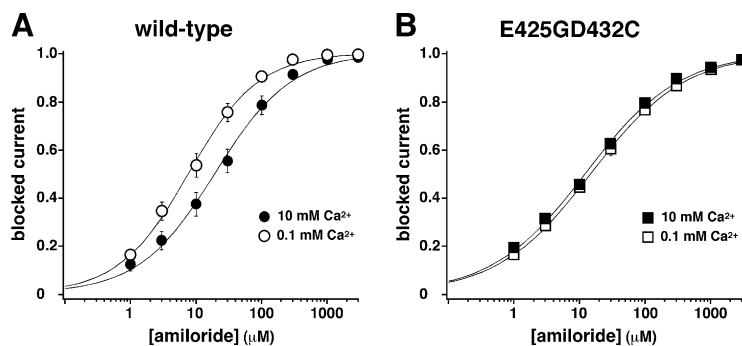 A wild-type
B E425GD432C
blocked current
1.0
0.8
0.6
0.4
0.2
0
10 mM Ca²⁺
0.1 mM Ca²⁺
1 10 100 1000
[amiloride] (μM)
blocked current
1.0
0.8
0.6
0.4
0.2
0
10 mM Ca²⁺
0.1 mM Ca²⁺
1 10 100 1000
[amiloride] (μM)